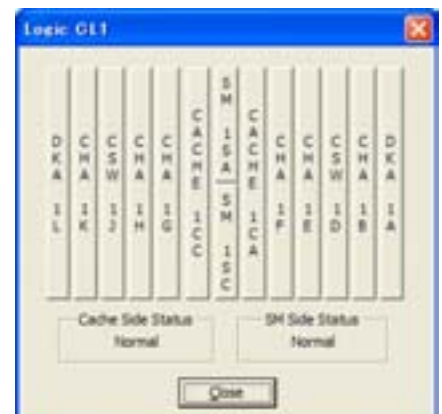 Logic GL1
DKA 1L
CHA 1K
CSW 1J
CHA 1H
CHA 1G
CACHE 1CC
SM 1SA
SM 1SC
CACHE 1CA
CHA 1F
CHA 1E
CSW 1D
CHA 1B
DKA 1A
Cache Side Status
Normal
SM Side Status
Normal
Close